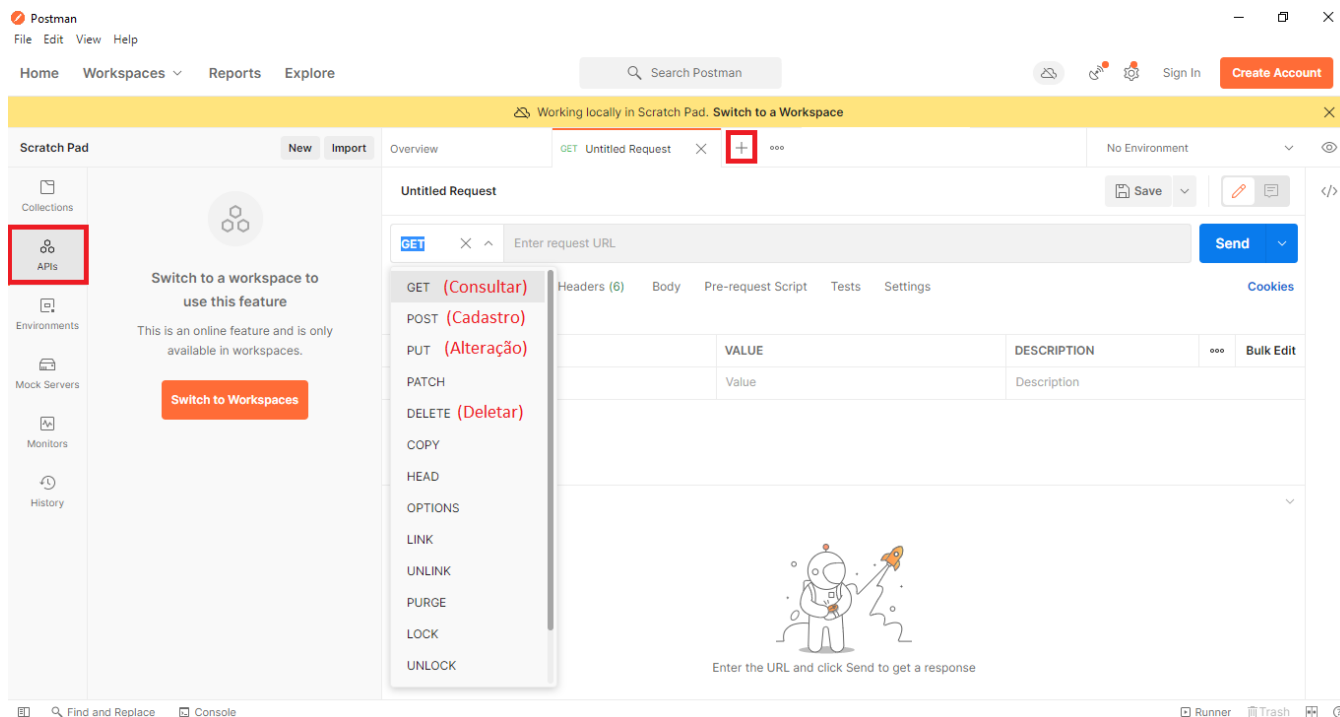 Postman
File Edit View Help
Home Workspaces Reports Explore Search Postman Sign In Create Account
Working locally in Scratch Pad. Switch to a Workspace
Scratch Pad New Import Overview GET Untitled Request No Environment
Untitled Request Save
Collections
APIs
Environments
Mock Servers
Monitors
History
Switch to a workspace to
use this feature
This is an online feature and is only
available in workspaces.
Switch to Workspaces
GET Enter request URL Send
Headers (6) Body Pre-request Script Tests Settings Cookies
GET (Consultar)
POST (Cadastro)
PUT (Alteração)
PATCH
DELETE (Deletar)
COPY
HEAD
OPTIONS
LINK
UNLINK
PURGE
LOCK
UNLOCK
VALUE DESCRIPTION Bulk Edit
Value Description
Enter the URL and click Send to get a response
Find and Replace Console Runner Trash